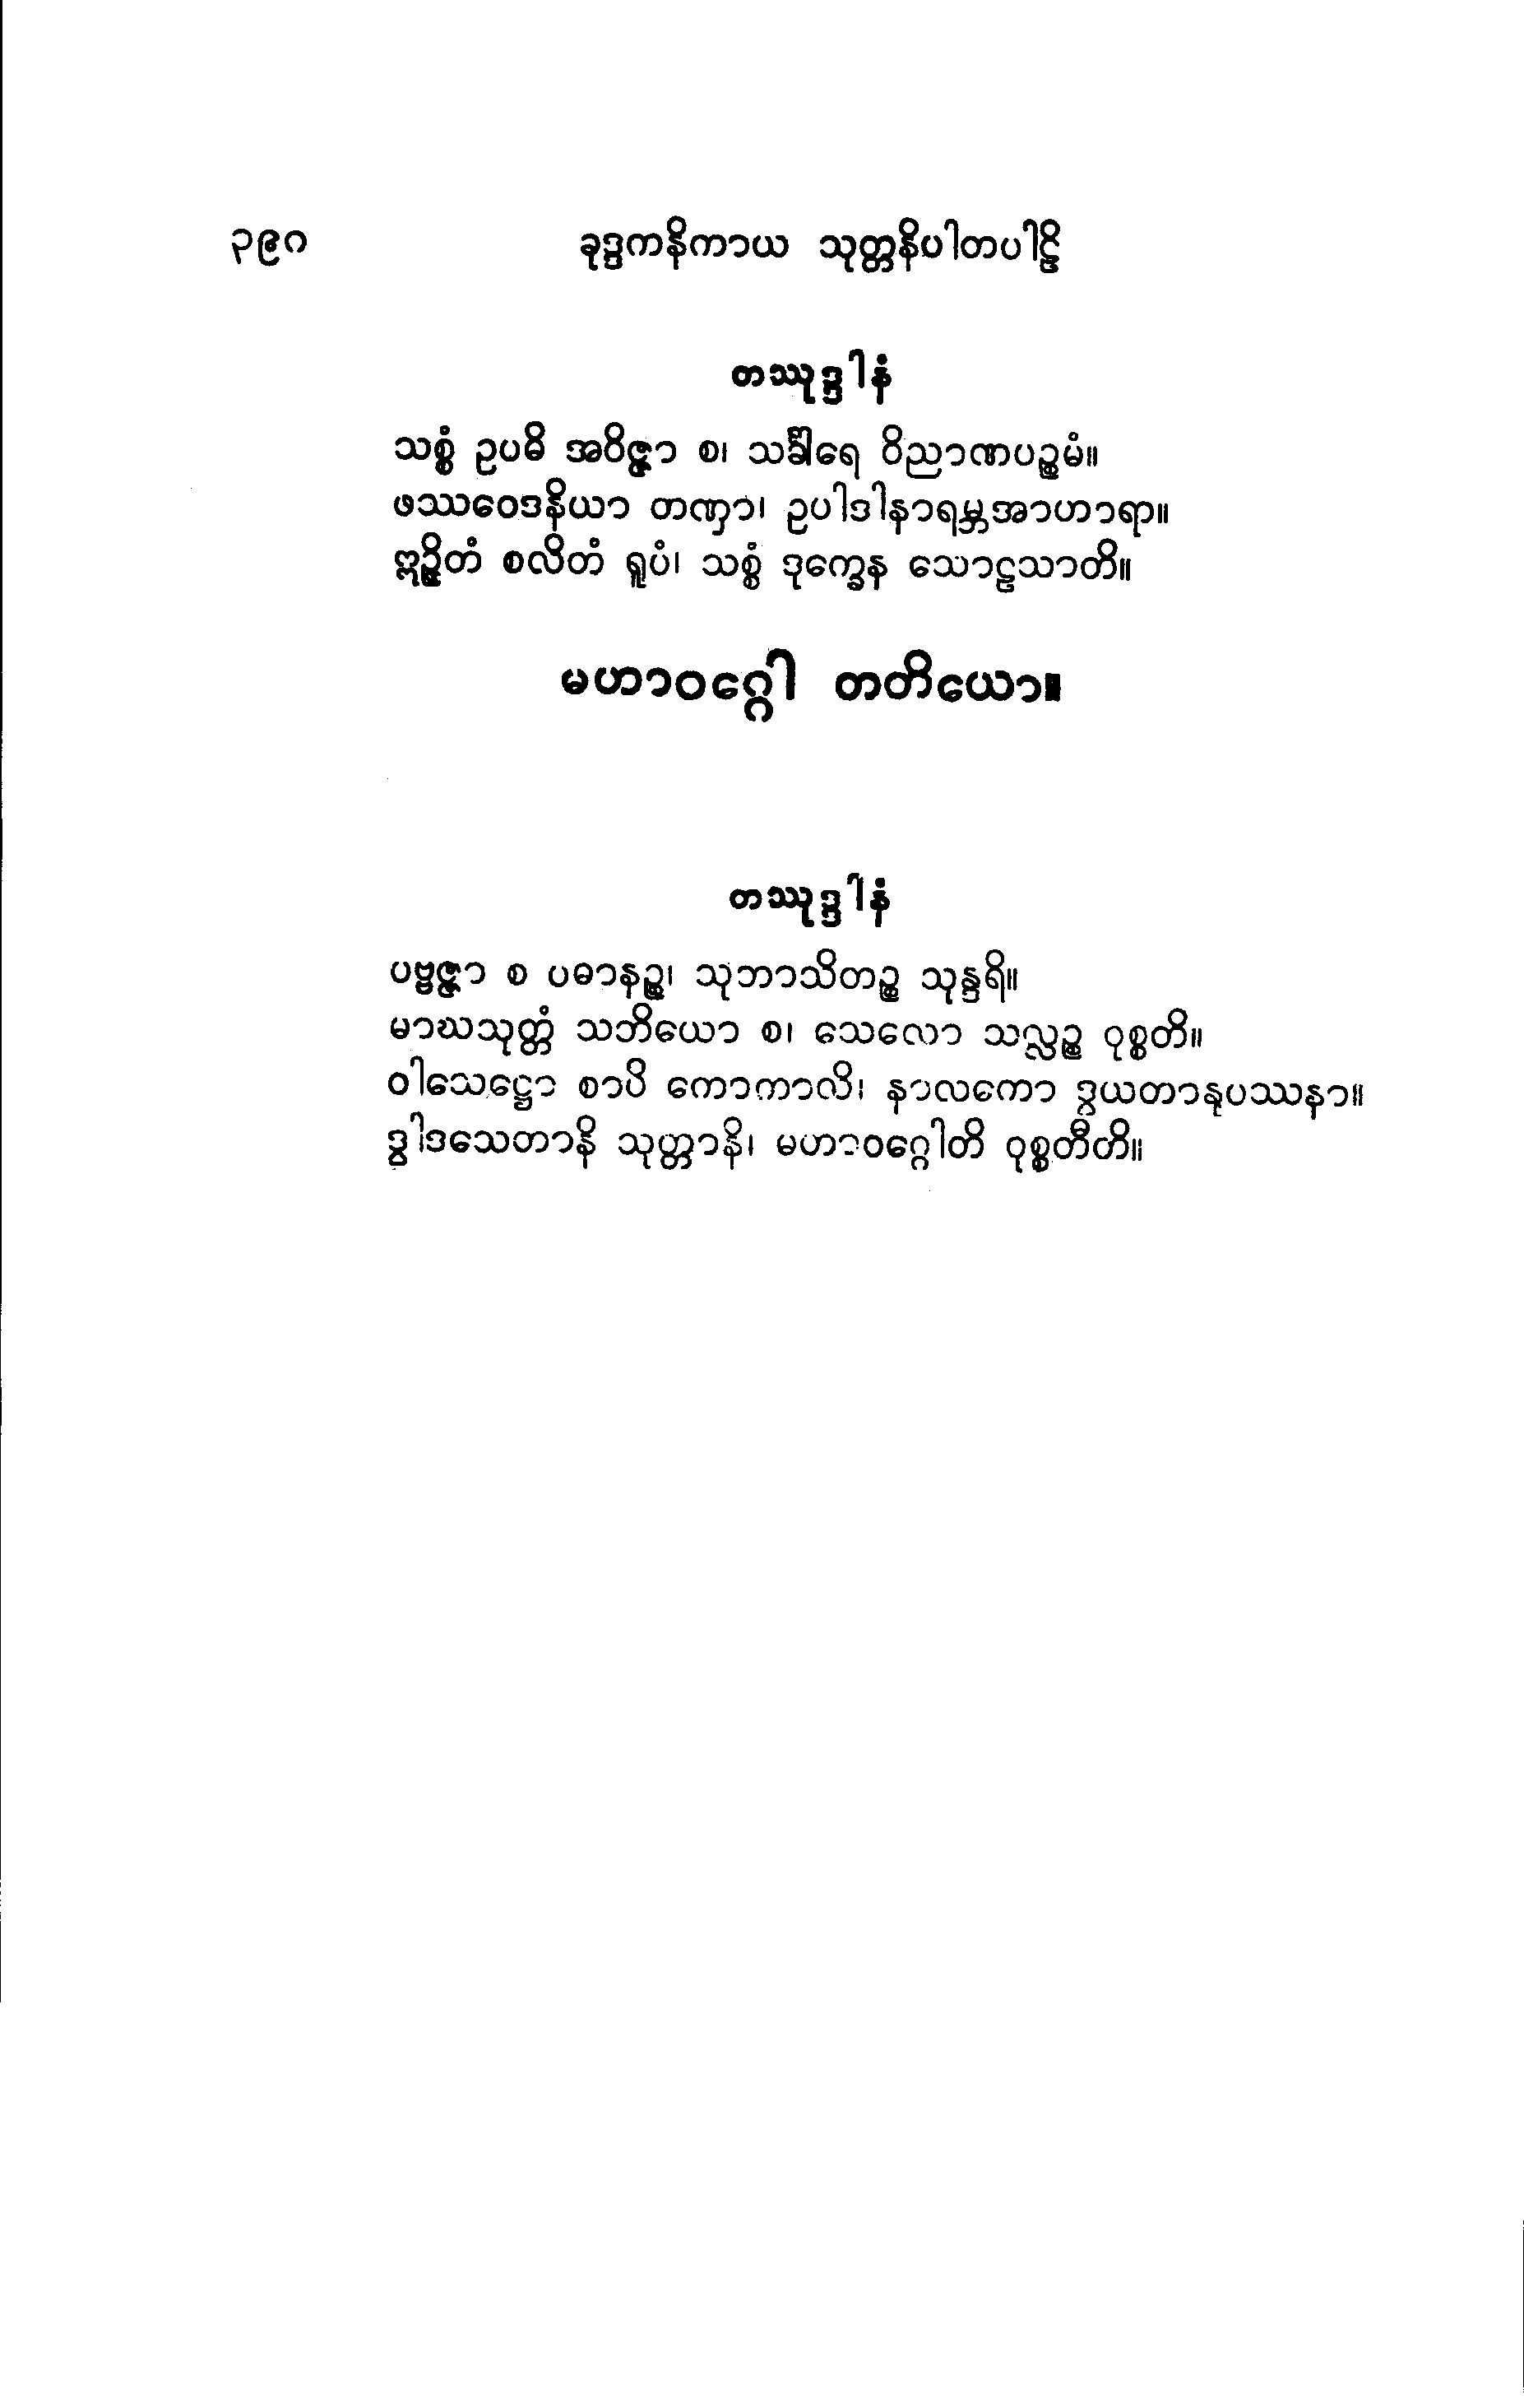 ၃၉၀ ခုဒ္ဒကနိကာယ သုတ္တနိပါတပါဠိ
တဿုဒ္ဒါနံ
သစ္စံ ဥပဓိ အဝိဇ္ဇာ စ၊ သင်္ခါရေ ဝိညာဏပဉ္စမံ။
ဖဿဝေဒနိယာ တဏှာ၊ ဥပါဒါနာရမ္ဘအာဟာရာ။
ဣဉ္ဇိတံ စလိတံ ရူပံ၊ သစ္စံ ဒုက္ခေန သောဠသာတိ။
မဟာဝဂ္ဂေါ တတိယော။
တဿုဒ္ဒါနံ
ပဗ္ဗဇ္ဇာ စ ပဓာနဉ္စ၊ သုဘာသိတဉ္စ သုန္ဒရိ။
မာဃသုတ္တံ သဘိယော စ၊ သေလော သလ္လဉ္စ ဝုစ္စတိ။
ဝါသေဋ္ဌော စာပိ ကောကာလိ၊ နာလကော ဒွယတာနုပဿနာ။
ဒွါဒသေတာနိ သုတ္တာနိ၊ မဟာဝဂ္ဂေါတိ ဝုစ္စတီတိ။